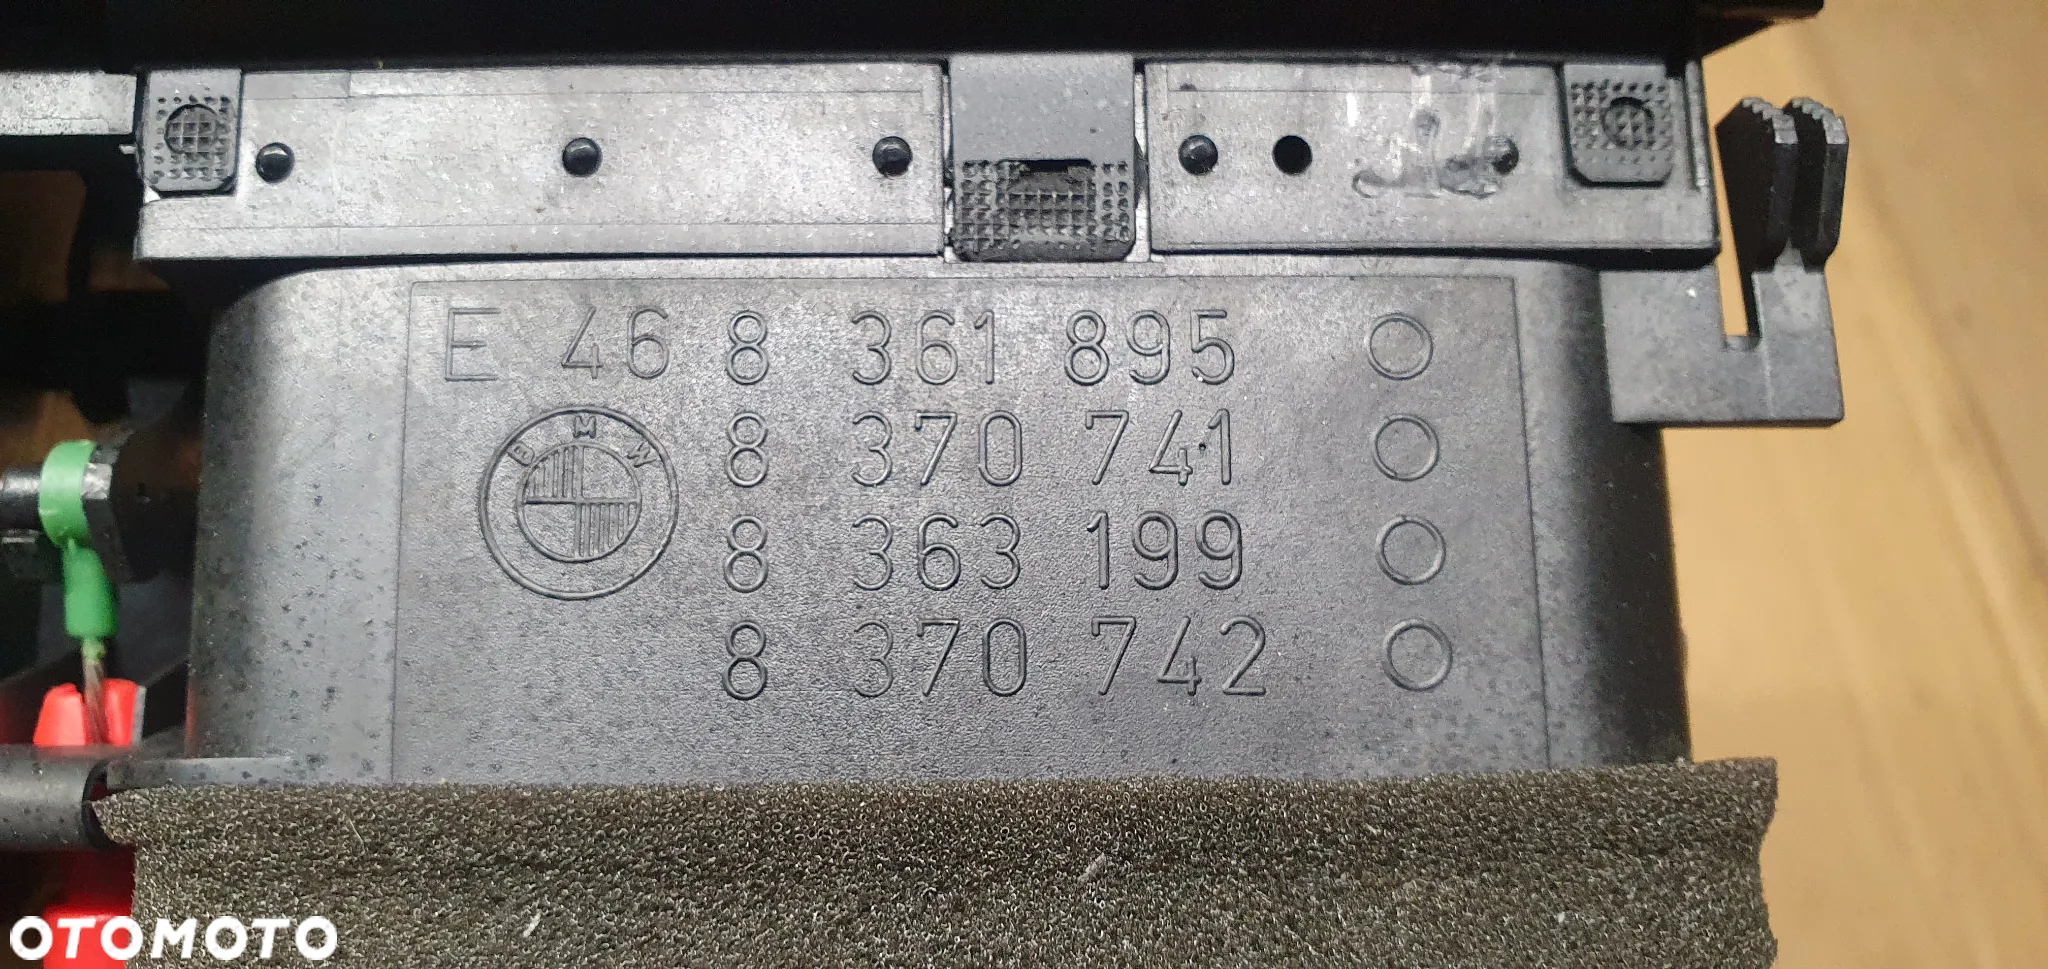 E 46 8 361 895
8 370 741
BMW
8 363 199
8 370 742
OTOMOTO